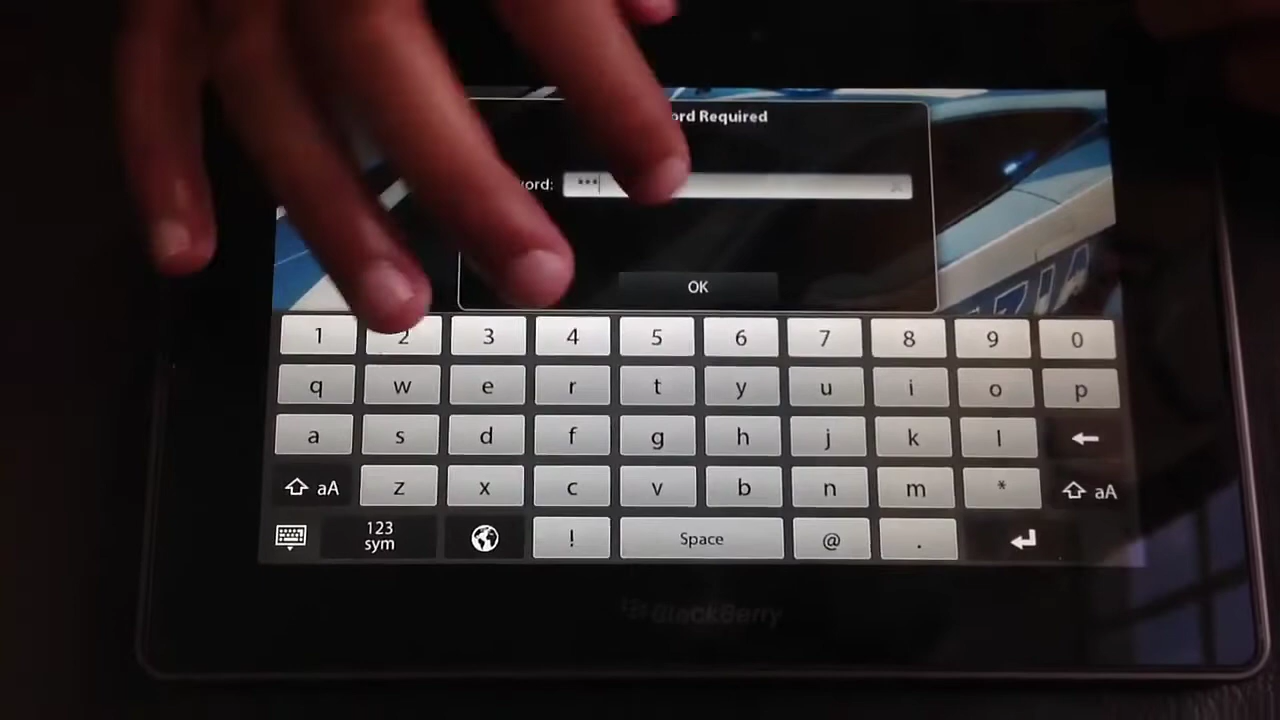 ord Required
word: ***
OK
1 2 3 4 5 6 7 8 9 0
q w e r t y u i o p
a s d f g h j k l
aA z x c v b n m * aA
123
sym ! Space @ .
BlackBerry